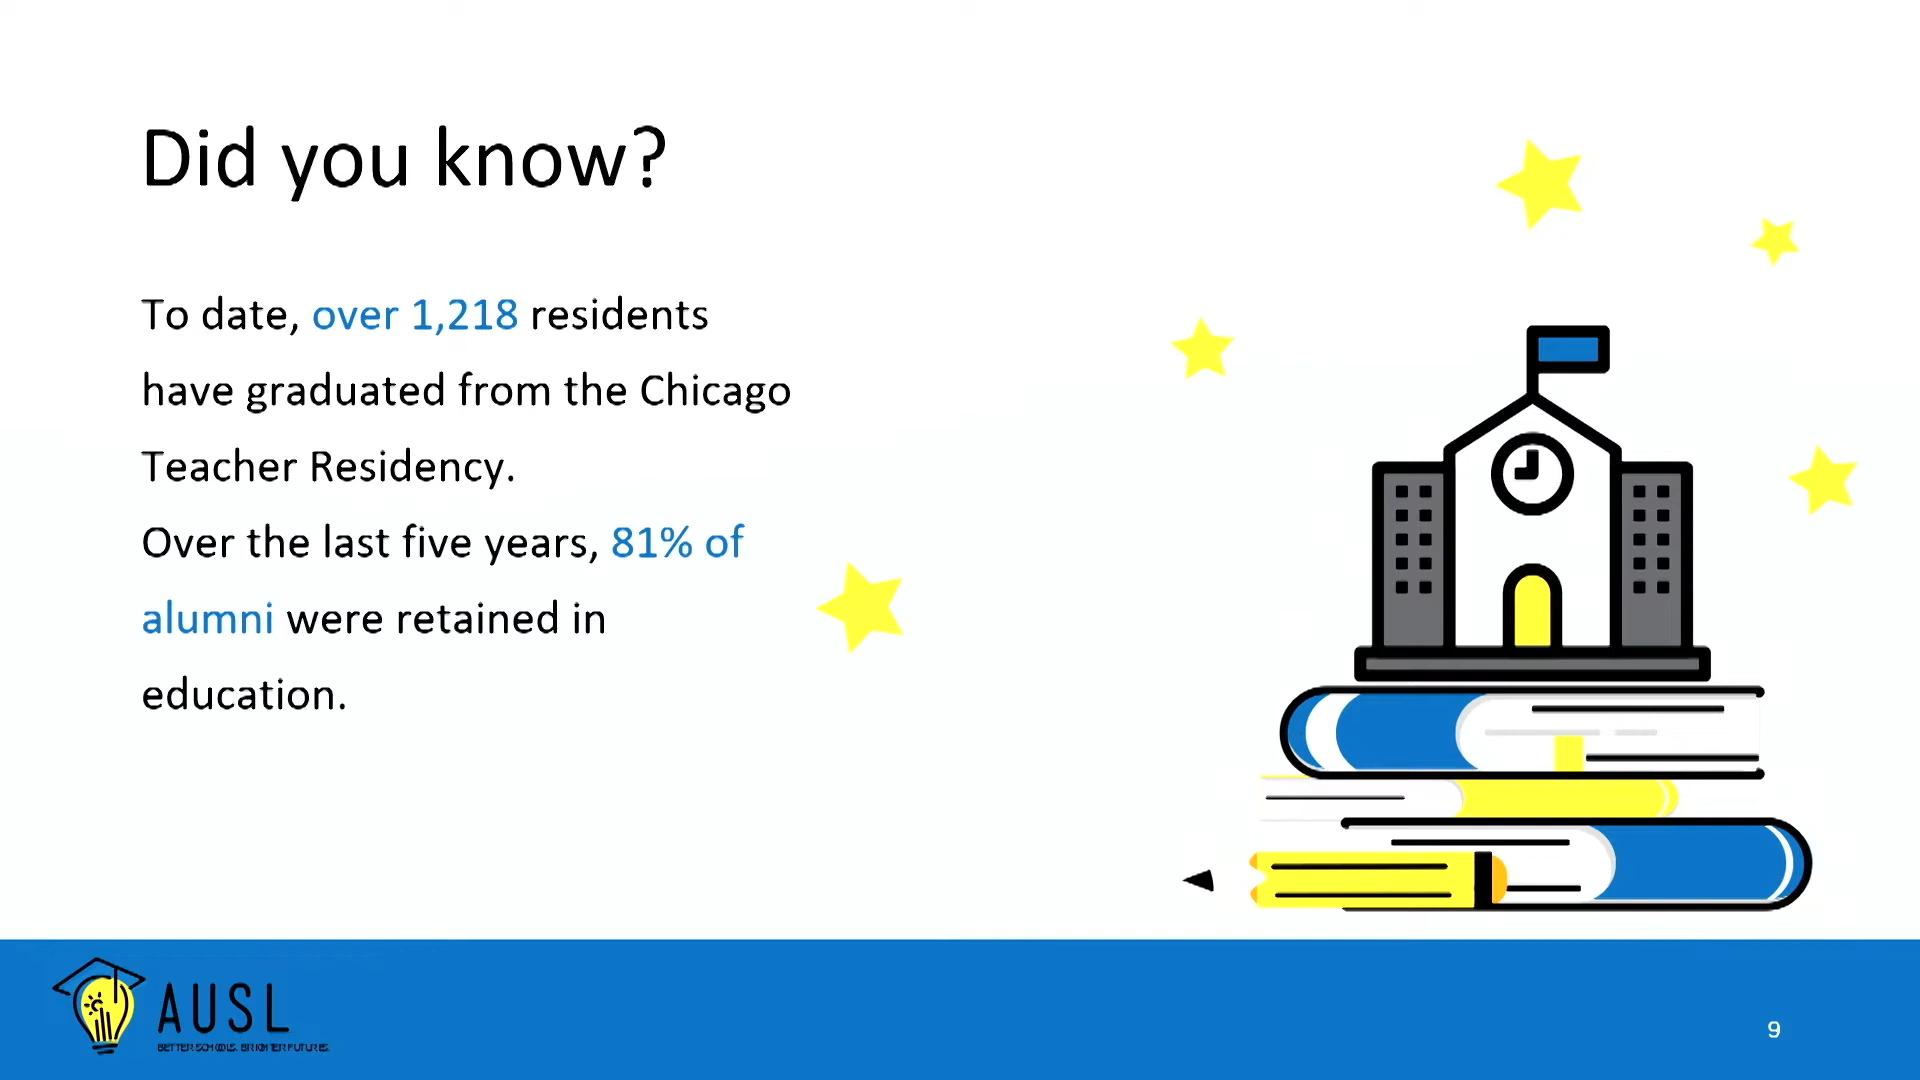 Did you know?
To date, over 1,218 residents
have graduated from the Chicago
Teacher Residency.
Over the last five years, 81% of
alumni were retained in
education.
AUSL
BETTER SCHOOLS. BRIGHTER FUTURES.
9